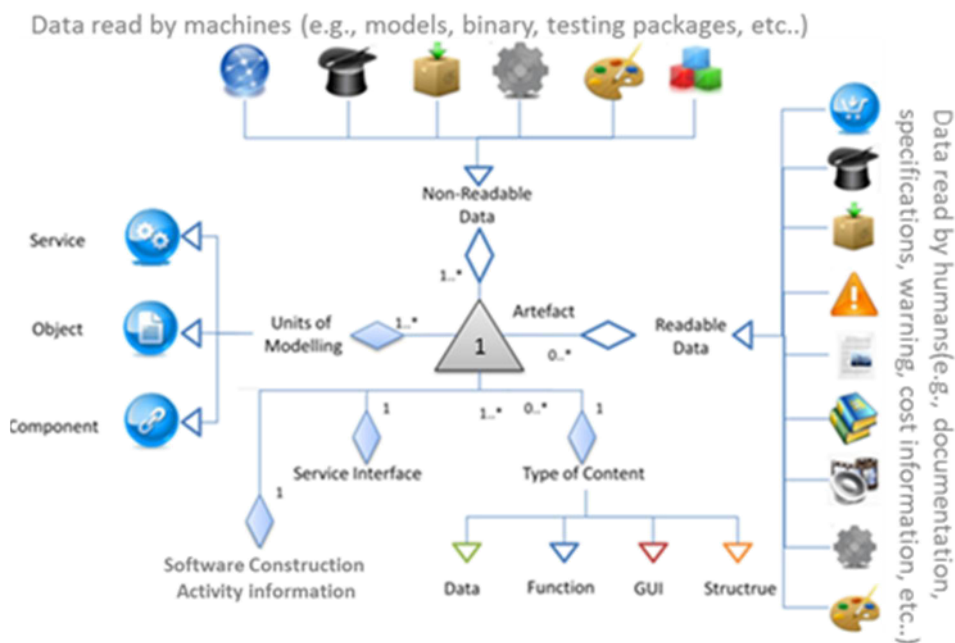 Data read by machines (e.g., models, binary, testing packages, etc..)
Non-Readable
Data
1..*
Service
Object
Component
Units of
Modelling
1..*
1
Artefact
0..*
Readable
Data
Data read by humans(e.g., documentation,
specifications, warning, cost information, etc..)
1
1..*
0..*
1
Service Interface
Type of Content
1
Software Construction
Activity information
Data
Function
GUI
Structrue